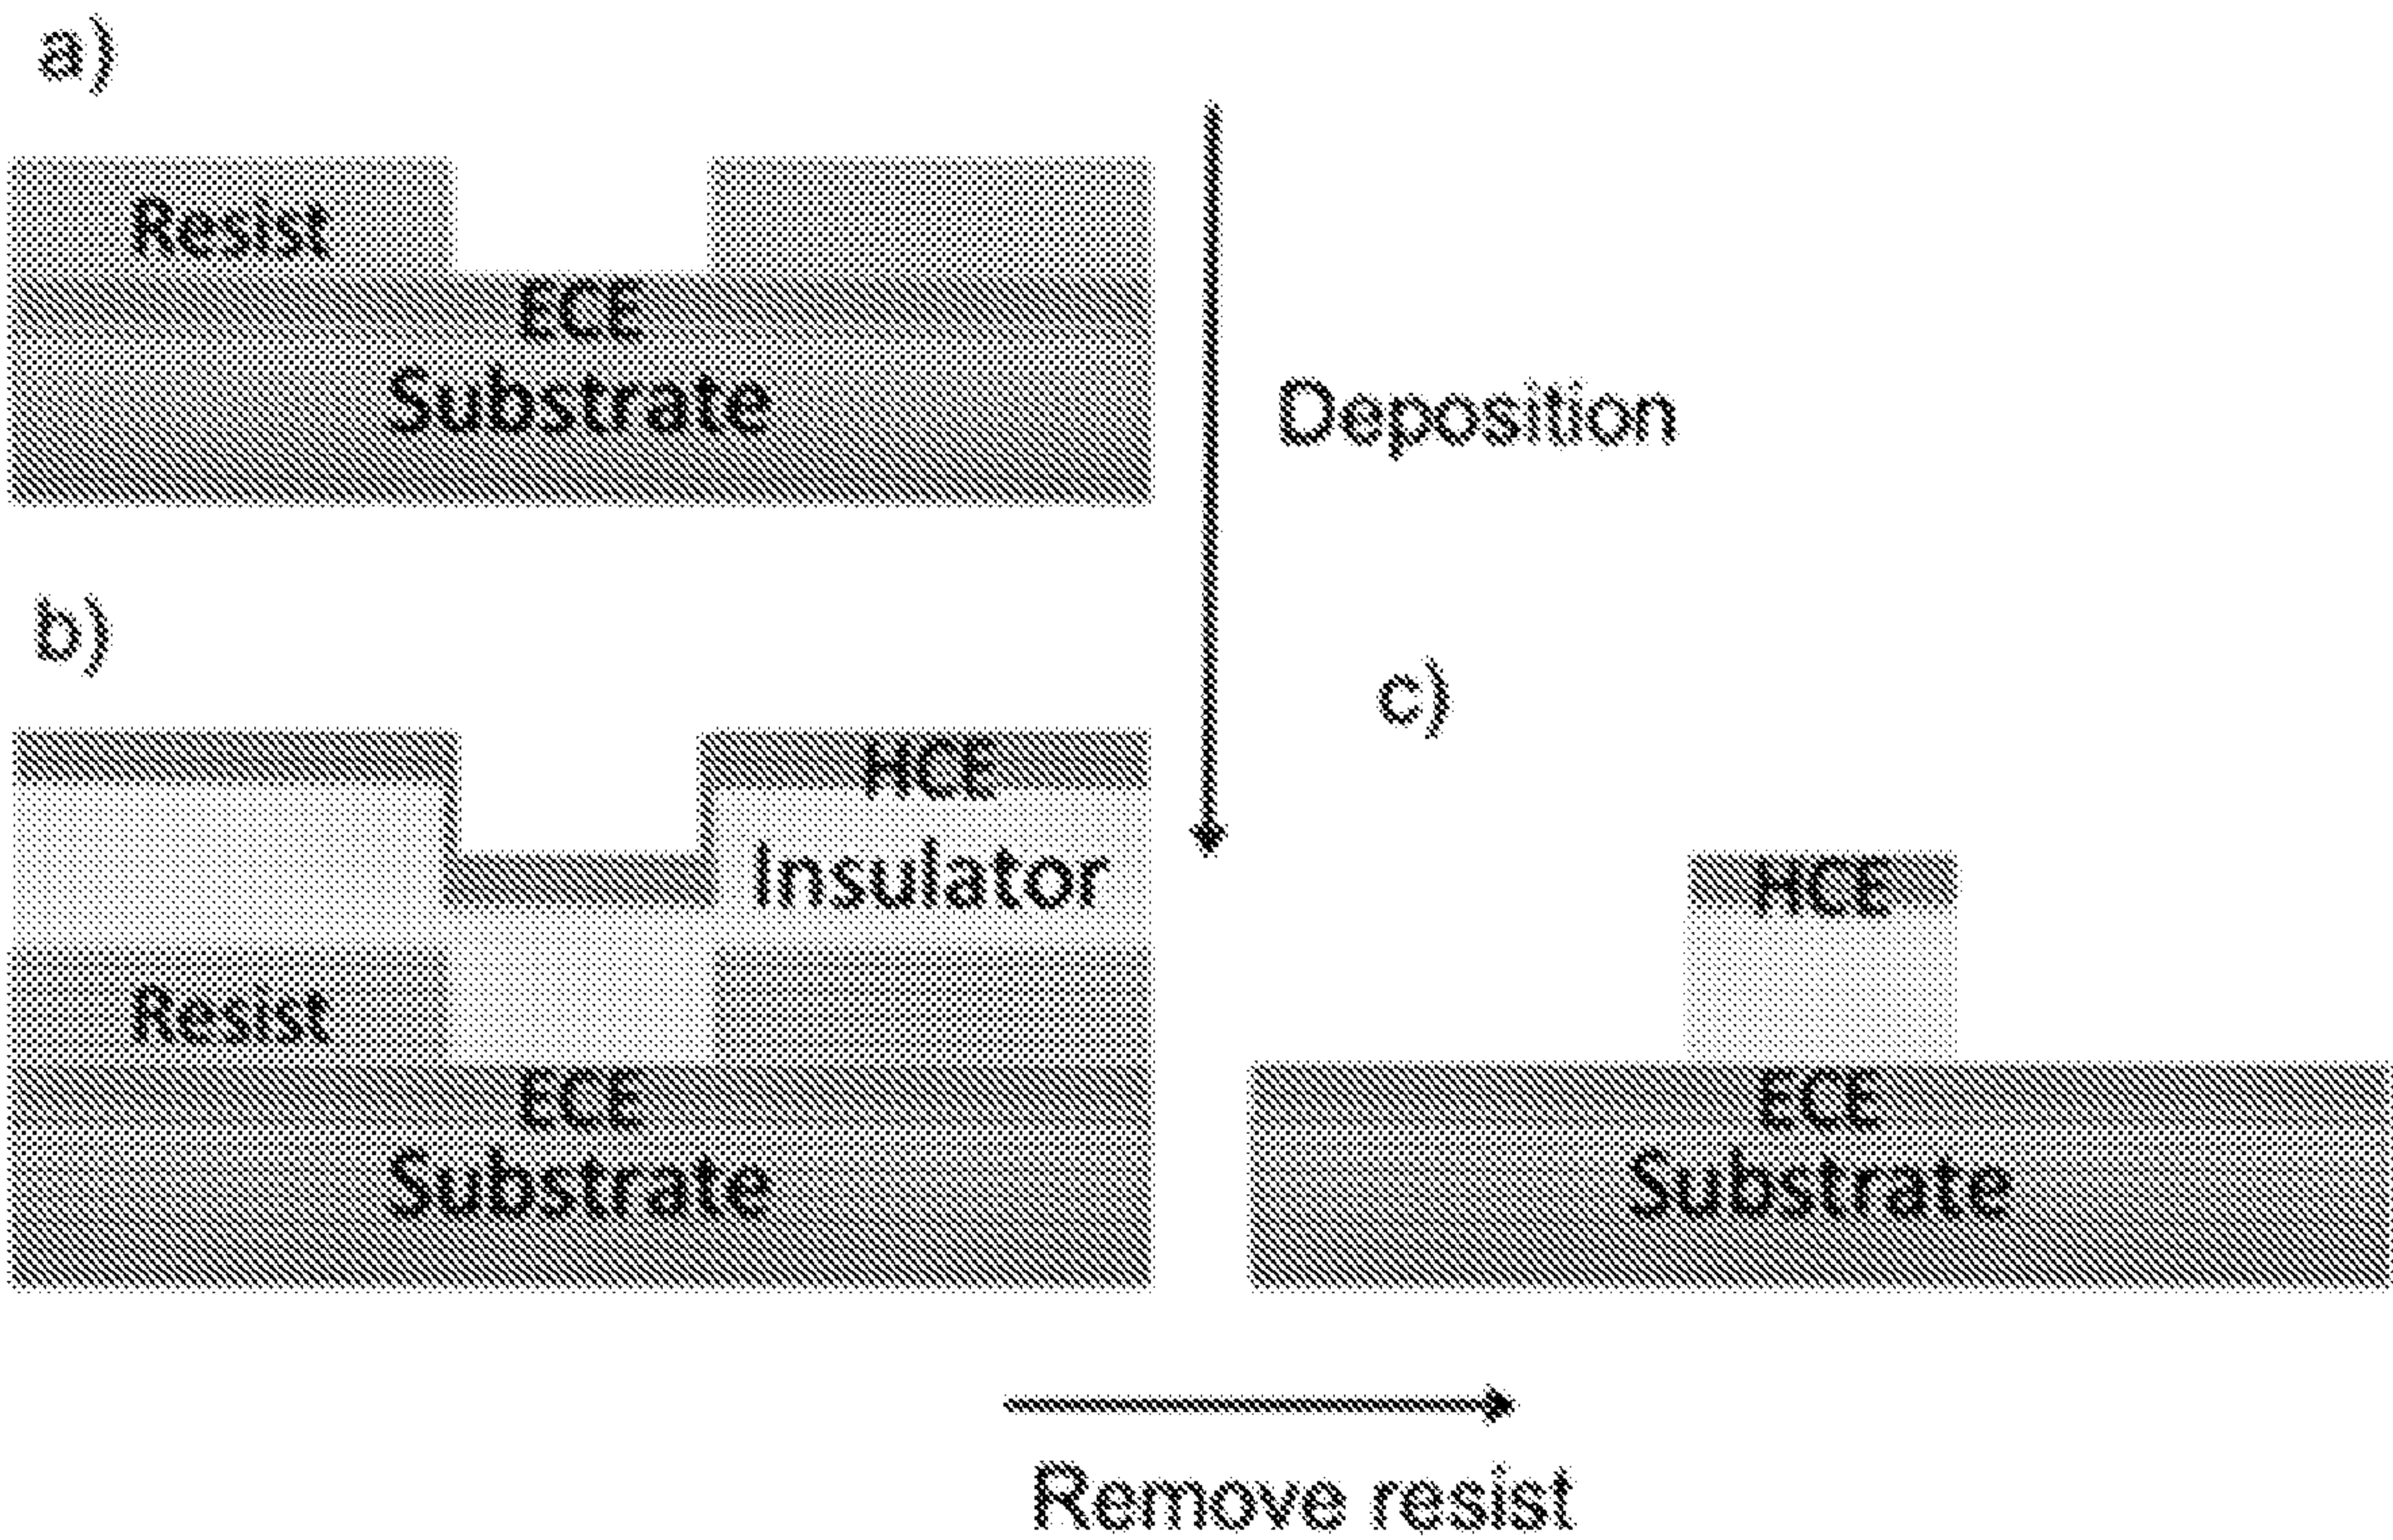 a)
Resist
ECE
Substrate
Deposition
b)
c)
HCE
Insulator
HCE
Resist
ECE
Substrate
ECE
Substrate
Remove resist